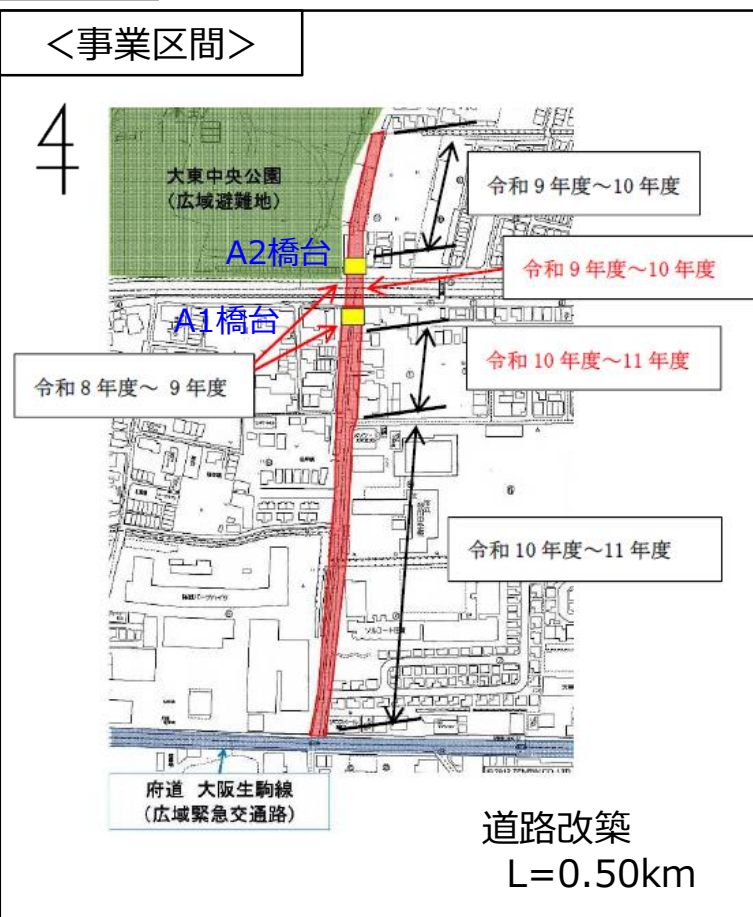 ＜事業区間＞
大東中央公園
(広域避難地)
令和 9 年度～10 年度
A2橋台
令和 9 年度～10 年度
A1橋台
令和 10 年度～11 年度
令和 8 年度～ 9 年度
令和 10 年度～11 年度
府道 大阪生駒線
(広域緊急交通路)
道路改築
L=0.50km